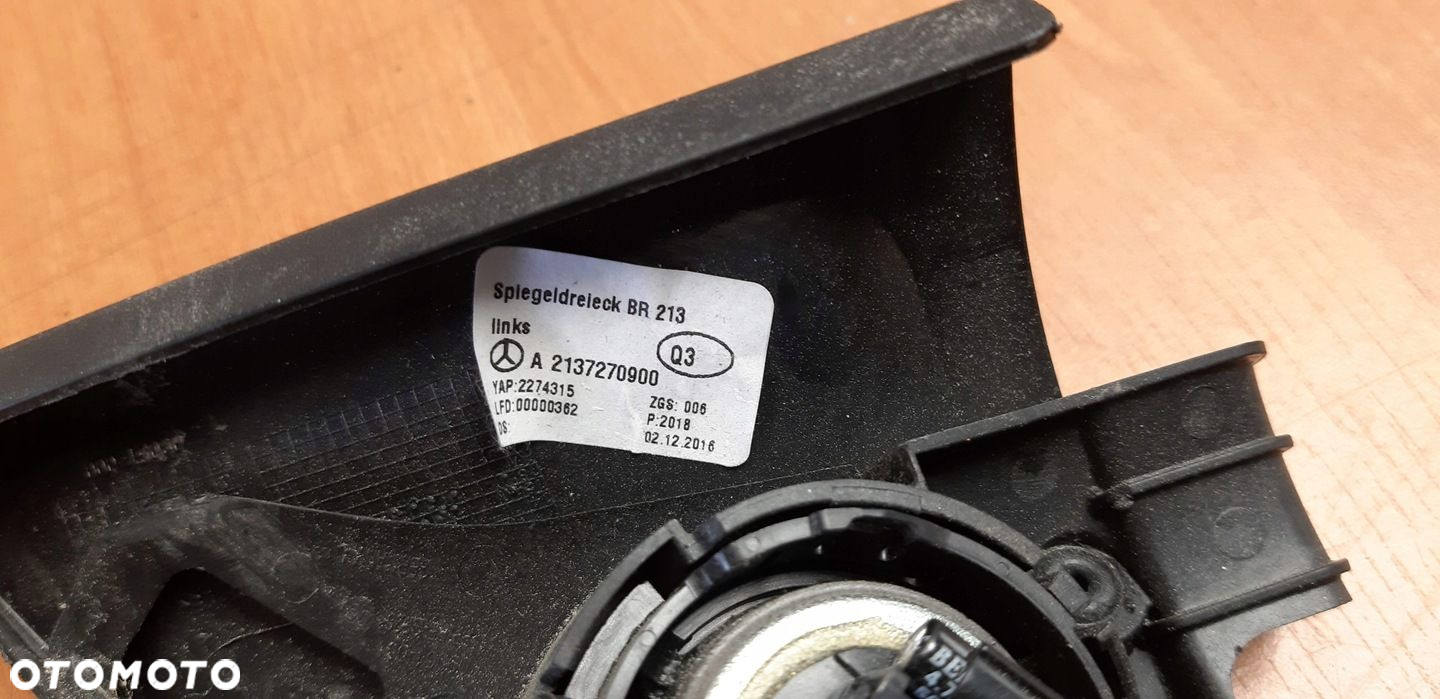 Spiegeldreieck BR 213
links
Q3
A 2137270900
YAP:2274315
ZGS: 006
LFD:00000362
P:2018
DS:
02.12.2016
OTOMOTO